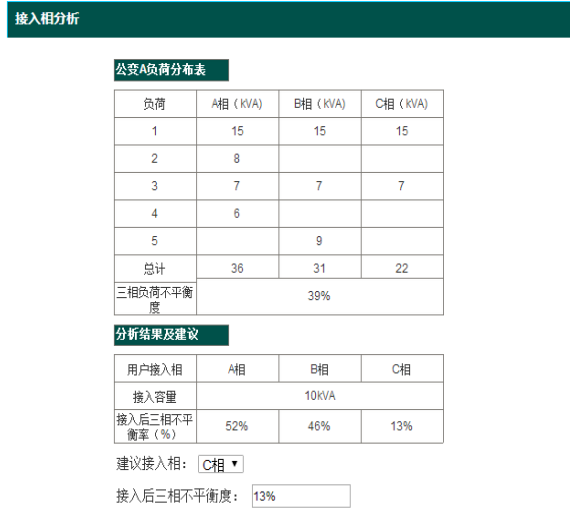 接入相分析
公变A负荷分布表
负荷 A相（kVA) B相（kVA) C相（kVA)
1 15 15 15
2 8
3 7 7 7
4 6
5 9
总计 36 31 22
三相负荷不平衡
度 39%
分析结果及建议
用户接入相 A相 B相 C相
接入容量 10kVA
接入后三相不平
衡率（%） 52% 46% 13%
建议接入相： C相
接入后三相不平衡度： 13%